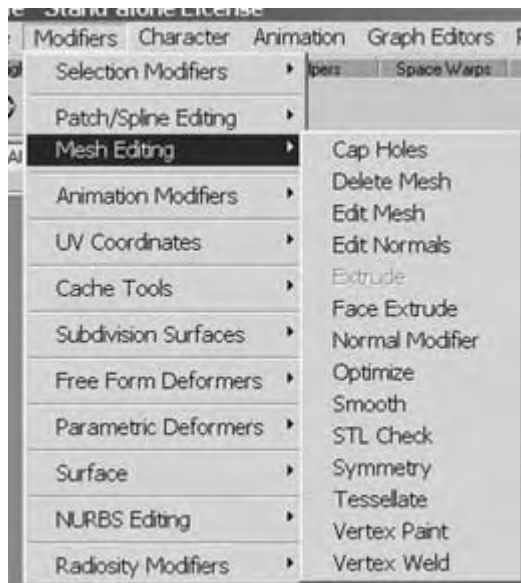 Stand-alone License
Modifiers Character Animation Graph Editors
Selection Modifiers
Space Warps
Patch/Spline Editing
Mesh Editing
Animation Modifiers
UV Coordinates
Cache Tools
Subdivision Surfaces
Free Form Deformers
Parametric Deformers
Surface
NURBS Editing
Radiosity Modifiers
Cap Holes
Delete Mesh
Edit Mesh
Edit Normals
Extrude
Face Extrude
Normal Modifier
Optimize
Smooth
STL Check
Symmetry
Tessellate
Vertex Paint
Vertex Weld